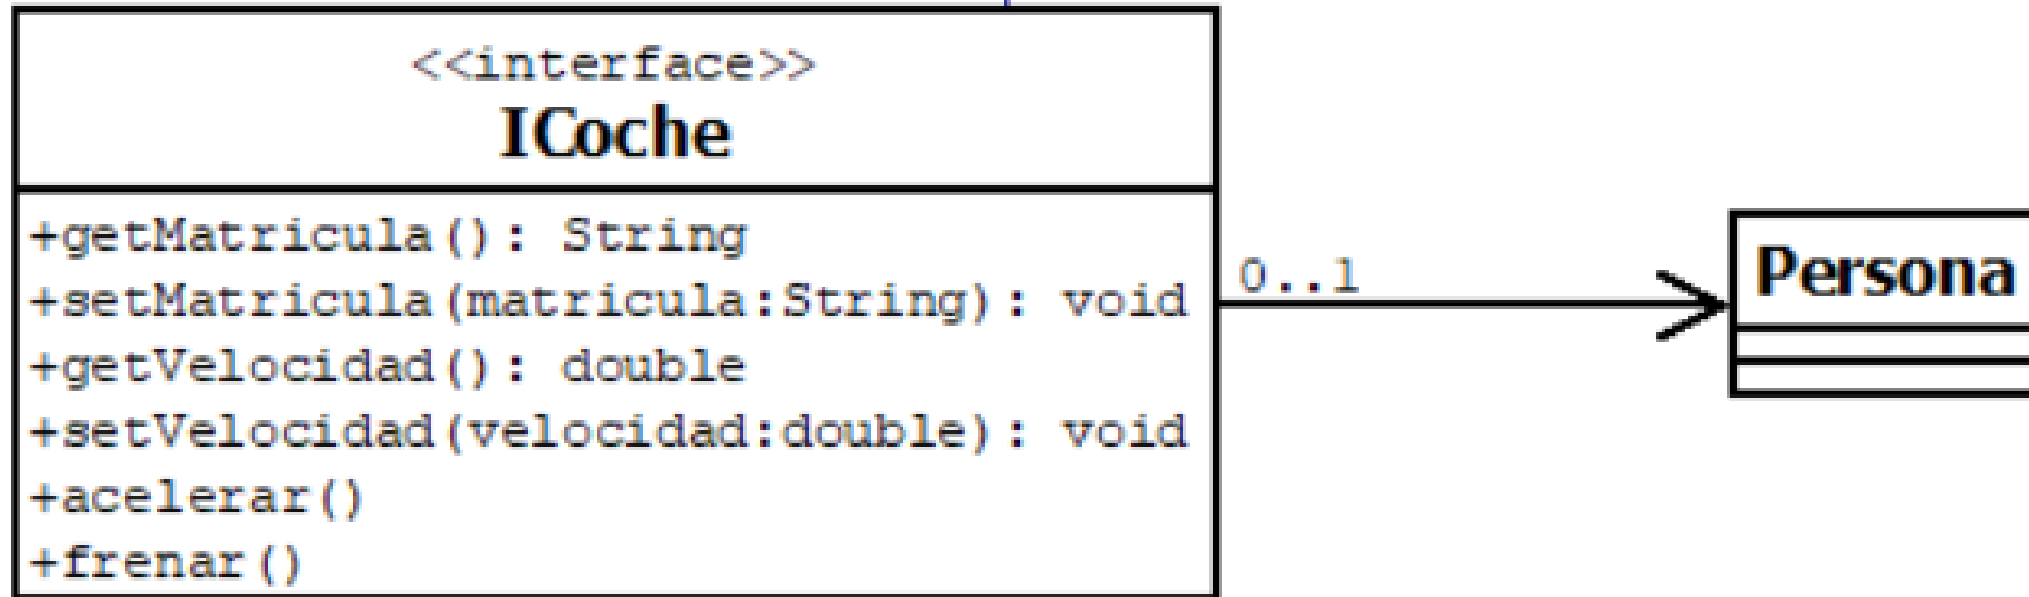 <<interface>>
ICoche
+getMatricula(): String
+setMatricula(matricula:String): void
+getVelocidad(): double
+setVelocidad(velocidad:double): void
+acelerar()
+frenar()
0..1
Persona